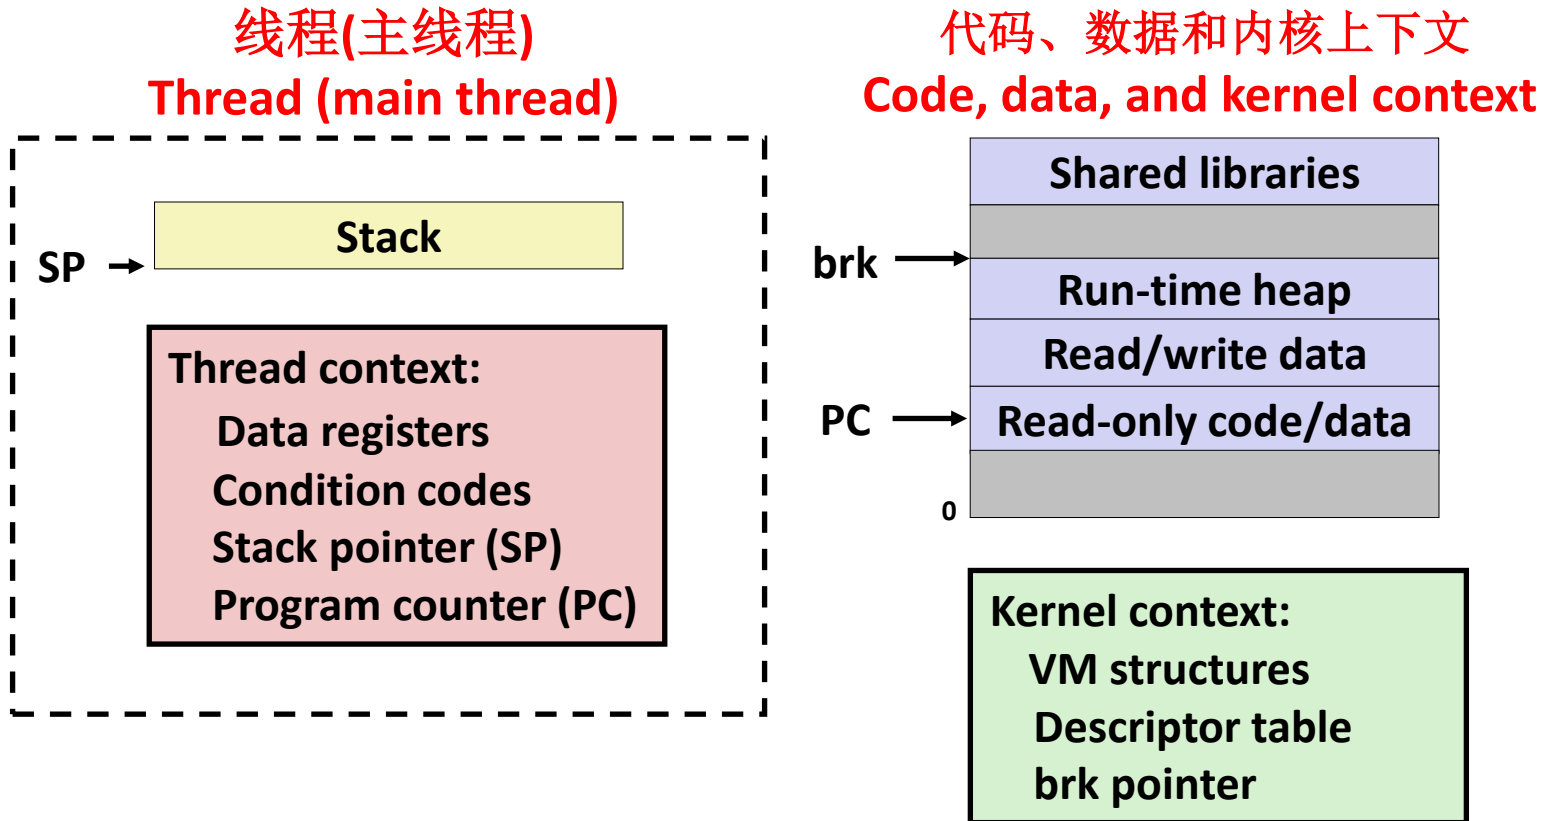 线程(主线程)
Thread (main thread)
SP
Stack
Thread context:
Data registers
Condition codes
Stack pointer (SP)
Program counter (PC)
代码、数据和内核上下文
Code, data, and kernel context
Shared libraries
brk
Run-time heap
Read/write data
PC
Read-only code/data
0
Kernel context:
VM structures
Descriptor table
brk pointer